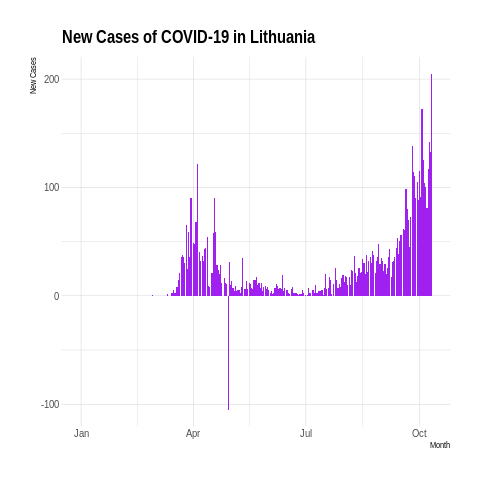 New Cases of COVID-19 in Lithuania
New Cases
200
100
0
-100
Jan Apr Jul Oct
Month